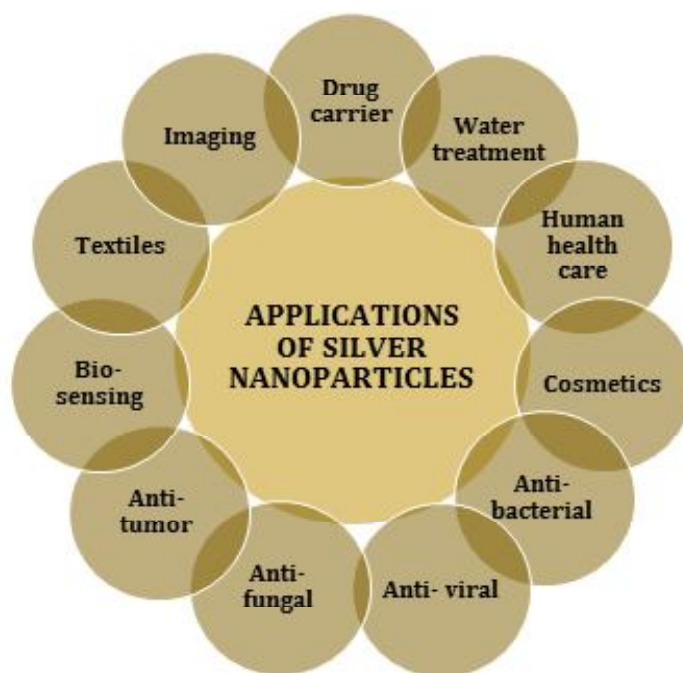 Drug
carrier
Water
treatment
Human
health
care
Cosmetics
Anti-
bacterial
Anti- viral
Anti-
fungal
Anti-
tumor
Bio-
sensing
Textiles
Imaging
APPLICATIONS
OF SILVER
NANOPARTICLES